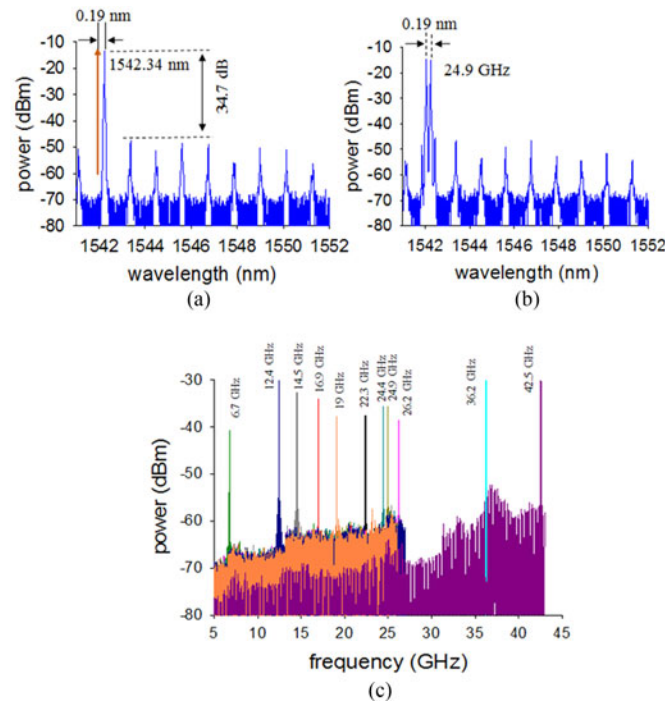 0.19 nm
-10
1542.34 nm
-20
-30
34.7 dB
-40
-50
-60
-70
-80
power (dBm)
1542 1544 1546 1548 1550 1552
wavelength (nm)
(a)
0.19 nm
-10
24.9 GHz
-20
-30
-40
-50
-60
-70
-80
power (dBm)
1542 1544 1546 1548 1550 1552
wavelength (nm)
(b)
6.7 GHz
12.4 GHz
14.5 GHz
16.9 GHz
19 GHz
22.3 GHz
24.4 GHz
24.9 GHz
26.2 GHz
36.2 GHz
42.5 GHz
-30
-40
-50
-60
-70
-80
power (dBm)
5 10 15 20 25 30 35 40 45
frequency (GHz)
(c)